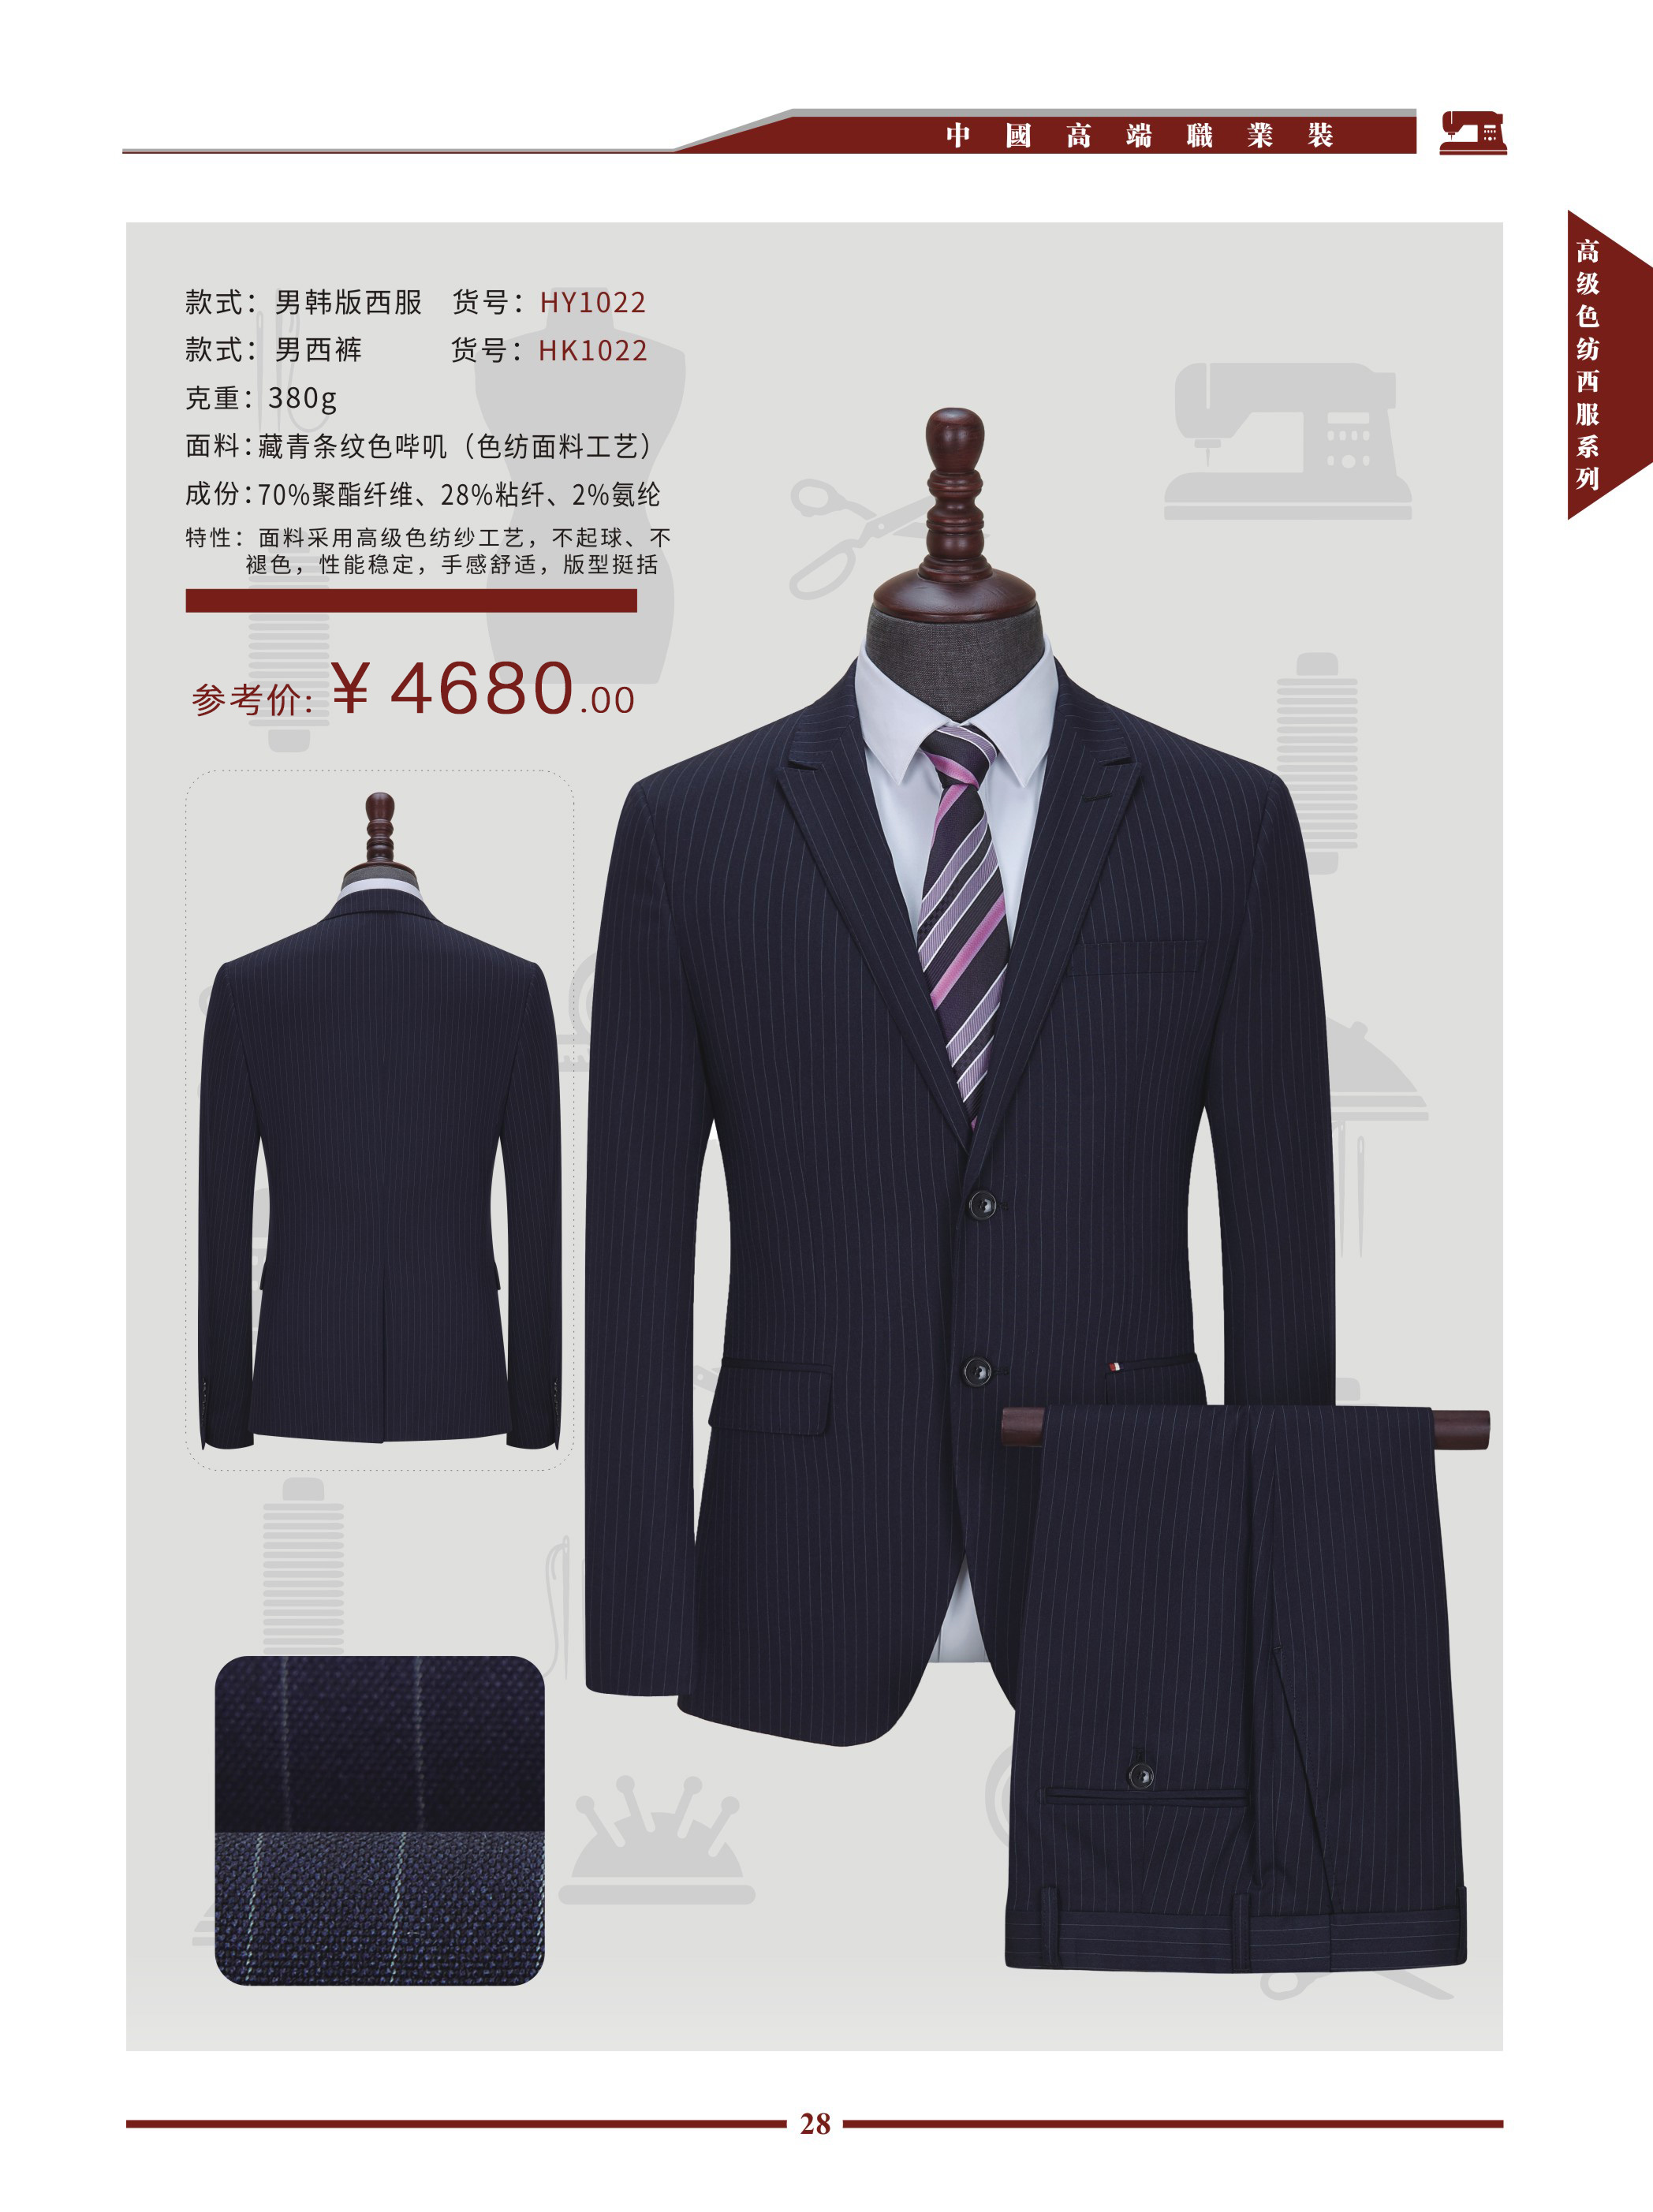 中國高端職業裝
高级色纺西服系列
款式：男韩版西服 货号：HY1022
款式：男西裤 货号：HK1022
克重：380g
面料：藏青条纹色哔叽（色纺面料工艺）
成份：70%聚酯纤维、28%粘纤、2%氨纶
特性：面料采用高级色纺纱工艺，不起球、不
褪色，性能稳定，手感舒适，版型挺括
参考价：¥ 4680.00
28